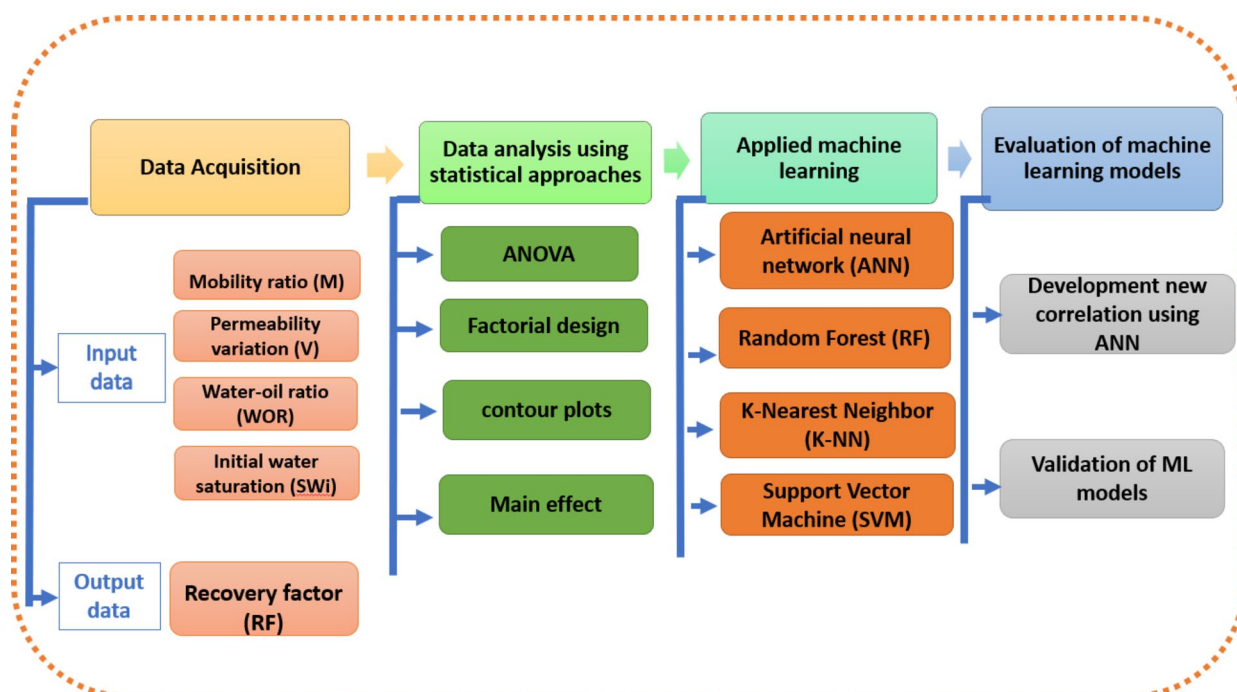 Data Acquisition
Input
data
Mobility ratio (M)
Permeability
variation (V)
Water-oil ratio
(WOR)
Initial water
saturation (SWi)
Output
data
Recovery factor
(RF)
Data analysis using
statistical approaches
ANOVA
Factorial design
contour plots
Main effect
Applied machine
learning
Artificial neural
network (ANN)
Random Forest (RF)
K-Nearest Neighbor
(K-NN)
Support Vector
Machine (SVM)
Evaluation of machine
learning models
Development new
correlation using
ANN
Validation of ML
models